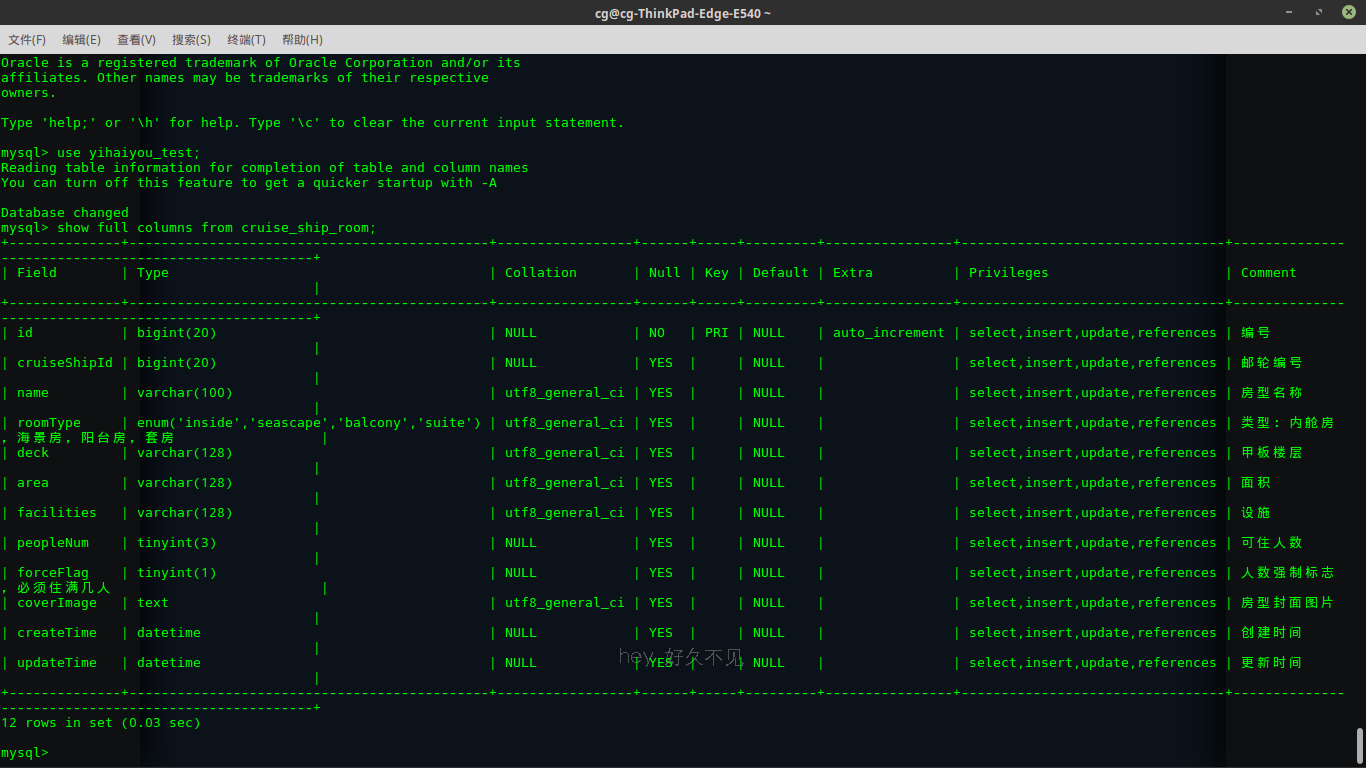 cg@cg-ThinkPad-Edge-E540 ~
文件(F) 编辑(E) 查看(V) 搜索(S) 终端(T) 帮助(H)
Oracle is a registered trademark of Oracle Corporation and/or its
affiliates. Other names may be trademarks of their respective
owners.
Type 'help;' or '\h' for help. Type '\c' to clear the current input statement.
mysql> use yihaiyou_test;
Reading table information for completion of table and column names
You can turn off this feature to get a quicker startup with -A
Database changed
mysql> show full columns from cruise_ship_room;
+--------------+---------------------------------------------+-----------------+------+-----+---------+----------------+---------------------------------+--------------
---------------------------------------+
| Field        | Type                                        | Collation       | Null | Key | Default | Extra          | Privileges                      | Comment
                                       |
+--------------+---------------------------------------------+-----------------+------+-----+---------+----------------+---------------------------------+--------------
---------------------------------------+
| id           | bigint(20)                                  | NULL            | NO   | PRI | NULL    | auto_increment | select,insert,update,references | 编号
                                       |
| cruiseShipId | bigint(20)                                  | NULL            | YES  |     | NULL    |                | select,insert,update,references | 邮轮编号
                                       |
| name         | varchar(100)                                | utf8_general_ci | YES  |     | NULL    |                | select,insert,update,references | 房型名称
                                       |
| roomType     | enum('inside','seascape','balcony','suite') | utf8_general_ci | YES  |     | NULL    |                | select,insert,update,references | 类型：内舱房
，海景房，阳台房，套房                   |
| deck         | varchar(128)                                | utf8_general_ci | YES  |     | NULL    |                | select,insert,update,references | 甲板楼层
                                       |
| area         | varchar(128)                                | utf8_general_ci | YES  |     | NULL    |                | select,insert,update,references | 面积
                                       |
| facilities   | varchar(128)                                | utf8_general_ci | YES  |     | NULL    |                | select,insert,update,references | 设施
                                       |
| peopleNum    | tinyint(3)                                  | NULL            | YES  |     | NULL    |                | select,insert,update,references | 可住人数
                                       |
| forceFlag    | tinyint(1)                                  | NULL            | YES  |     | NULL    |                | select,insert,update,references | 人数强制标志
，必须住满几人                           |
| coverImage   | text                                        | utf8_general_ci | YES  |     | NULL    |                | select,insert,update,references | 房型封面图片
                                       |
| createTime   | datetime                                    | NULL            | YES  |     | NULL    |                | select,insert,update,references | 创建时间
                                       |
| updateTime   | datetime                                    | NULL            | YES  |     | NULL    |                | select,insert,update,references | 更新时间
                                       |
hey 好久不见
+--------------+---------------------------------------------+-----------------+------+-----+---------+----------------+---------------------------------+--------------
---------------------------------------+
12 rows in set (0.03 sec)
mysql>